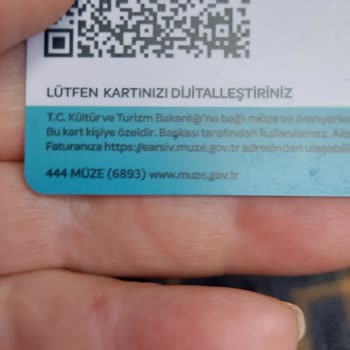 LÜTFEN KARTINIZI DİJİTALLEŞTİRİNİZ
T.C. Kültür ve Turizm Bakanlığı'na bağlı müze ve örenyerler
Bu kart kişiye özeldir. Başkası tarafından kullanılamaz.
Faturanıza https://earsiv.muze.gov.tr adresinden ulaşabili
444 MÜZE (6893) www.muze.gov.tr